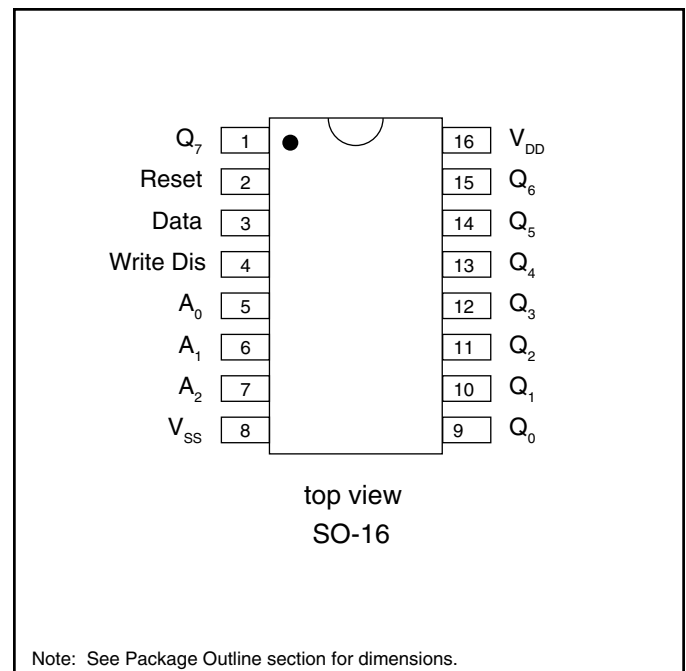 Q7 1 16 VDD
Reset 2 15 Q6
Data 3 14 Q5
Write Dis 4 13 Q4
A0 5 12 Q3
A1 6 11 Q2
A2 7 10 Q1
VSS 8 9 Q0
top view
SO-16
Note: See Package Outline section for dimensions.